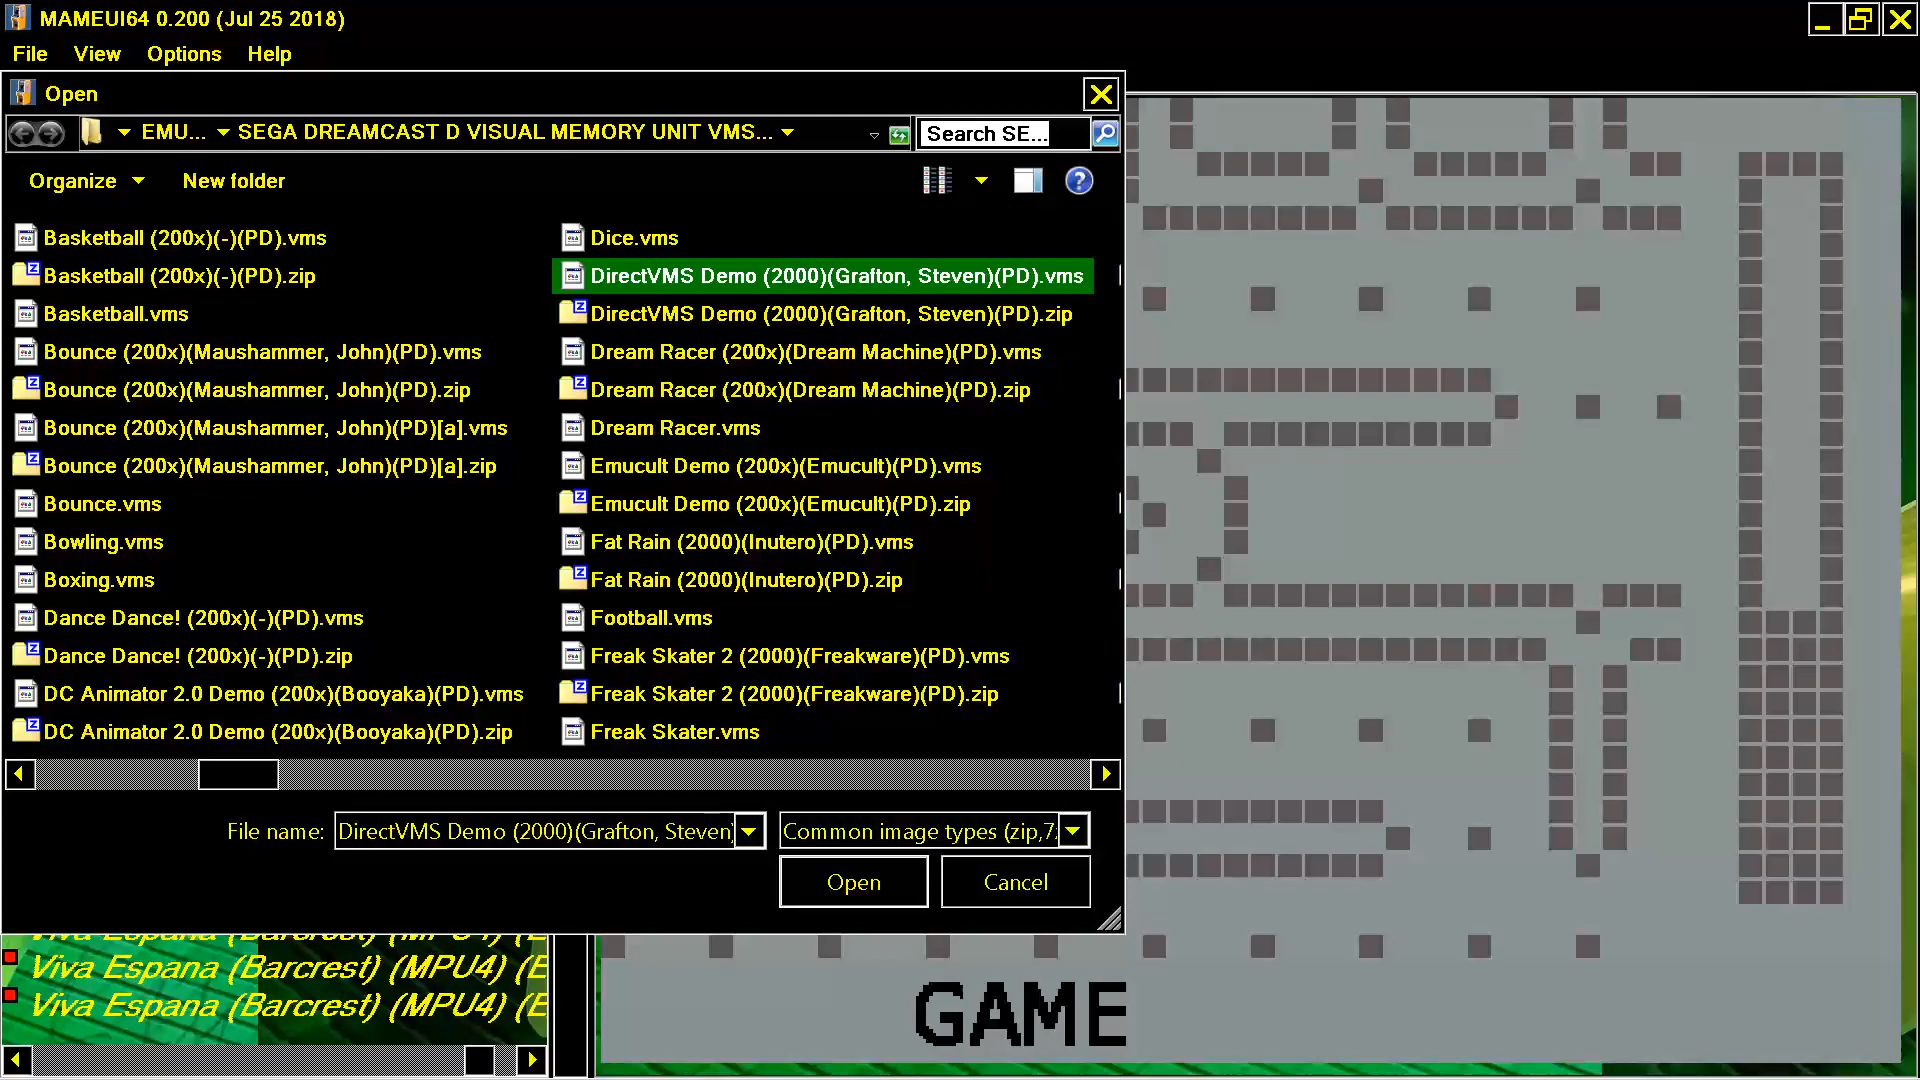 MAMEUI64 0.200 (Jul 25 2018)
File View Options Help
Open
EMU... SEGA DREAMCAST D VISUAL MEMORY UNIT VMS... Search SE...
Organize New folder
Basketball (200x)(-)(PD).vms
Basketball (200x)(-)(PD).zip
Basketball.vms
Bounce (200x)(Maushammer, John)(PD).vms
Bounce (200x)(Maushammer, John)(PD).zip
Bounce (200x)(Maushammer, John)(PD)[a].vms
Bounce (200x)(Maushammer, John)(PD)[a].zip
Bounce.vms
Bowling.vms
Boxing.vms
Dance Dance! (200x)(-)(PD).vms
Dance Dance! (200x)(-)(PD).zip
DC Animator 2.0 Demo (200x)(Booyaka)(PD).vms
DC Animator 2.0 Demo (200x)(Booyaka)(PD).zip
Dice.vms
DirectVMS Demo (2000)(Grafton, Steven)(PD).vms
DirectVMS Demo (2000)(Grafton, Steven)(PD).zip
Dream Racer (200x)(Dream Machine)(PD).vms
Dream Racer (200x)(Dream Machine)(PD).zip
Dream Racer.vms
Emucult Demo (200x)(Emucult)(PD).vms
Emucult Demo (200x)(Emucult)(PD).zip
Fat Rain (2000)(Inutero)(PD).vms
Fat Rain (2000)(Inutero)(PD).zip
Football.vms
Freak Skater 2 (2000)(Freakware)(PD).vms
Freak Skater 2 (2000)(Freakware)(PD).zip
Freak Skater.vms
File name: DirectVMS Demo (2000)(Grafton, Steven) Common image types (zip,7z
Open Cancel
Viva Espana (Barcrest) (MPU4) (E
Viva Espana (Barcrest) (MPU4) (E
GAME